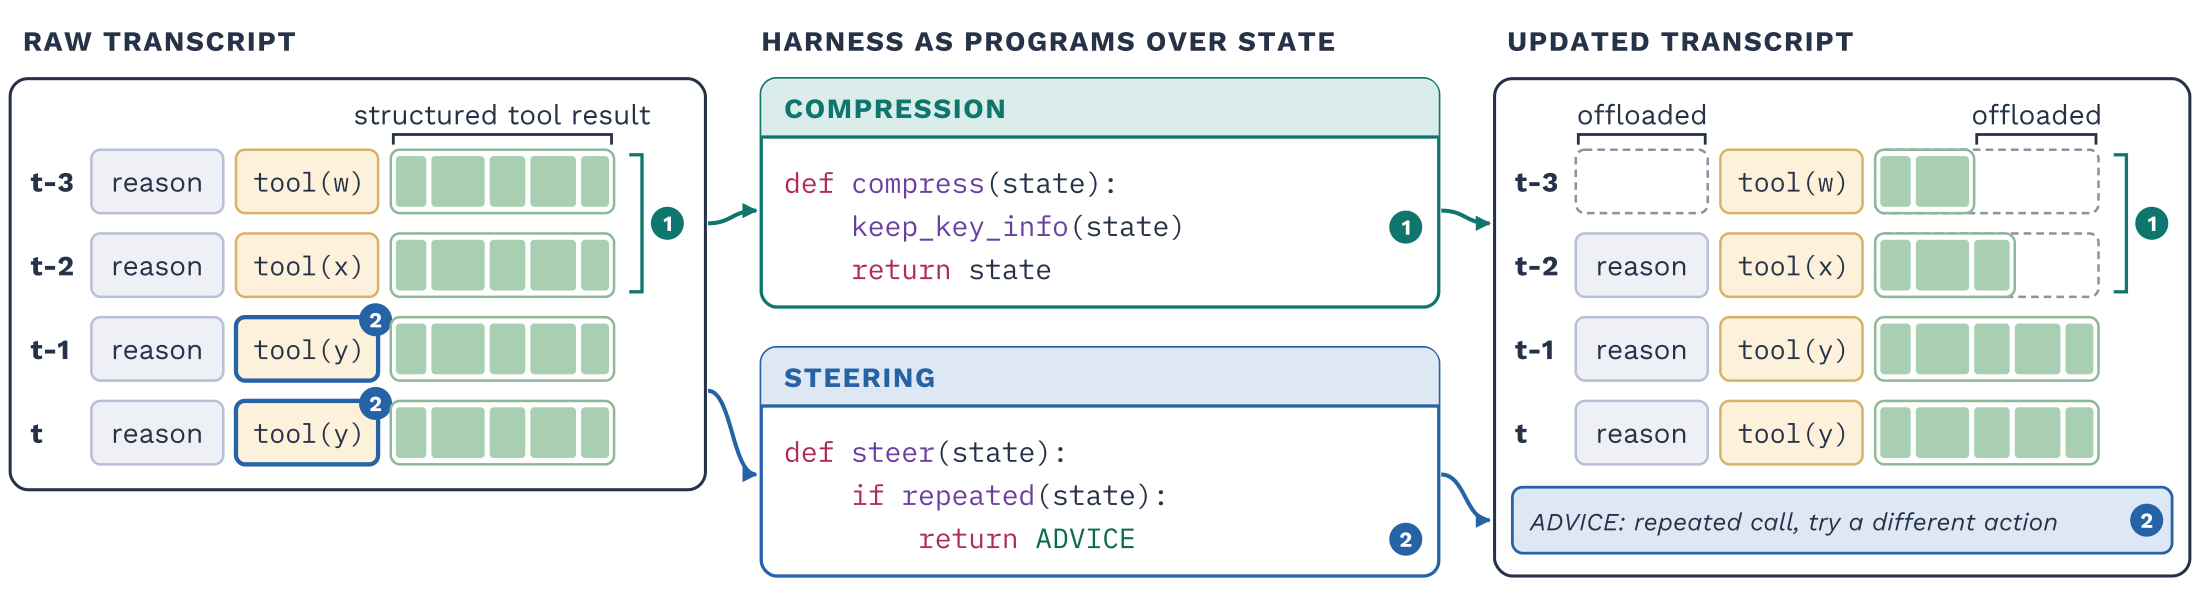 RAW TRANSCRIPT
structured tool result
t-3 reason tool(w) 1
t-2 reason tool(x)
t-1 reason tool(y) 2
t reason tool(y) 2
HARNESS AS PROGRAMS OVER STATE
COMPRESSION
def compress(state):
keep_key_info(state) 1
return state
STEERING
def steer(state):
if repeated(state):
return ADVICE 2
UPDATED TRANSCRIPT
offloaded offloaded
t-3 tool(w) 1
t-2 reason tool(x)
t-1 reason tool(y)
t reason tool(y)
ADVICE: repeated call, try a different action 2